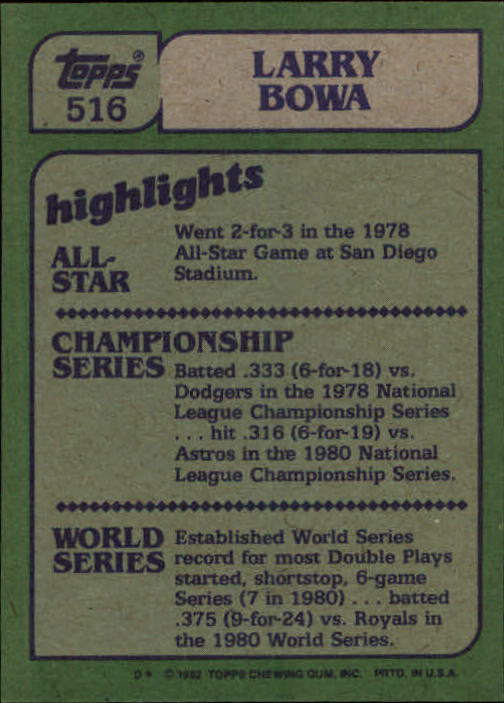 topps®
516
LARRY
BOWA
highlights
ALL-
STAR
Went 2-for-3 in the 1978
All-Star Game at San Diego
Stadium.
CHAMPIONSHIP
SERIES
Batted .333 (6-for-18) vs.
Dodgers in the 1978 National
League Championship Series
. . . hit .316 (6-for-19) vs.
Astros in the 1980 National
League Championship Series.
WORLD
SERIES
Established World Series
record for most Double Plays
started, shortstop, 6-game
Series (7 in 1980) . . . batted
.375 (9-for-24) vs. Royals in
the 1980 World Series.
D* © 1982 TOPPS CHEWING GUM, INC. PRTD. IN U.S.A.